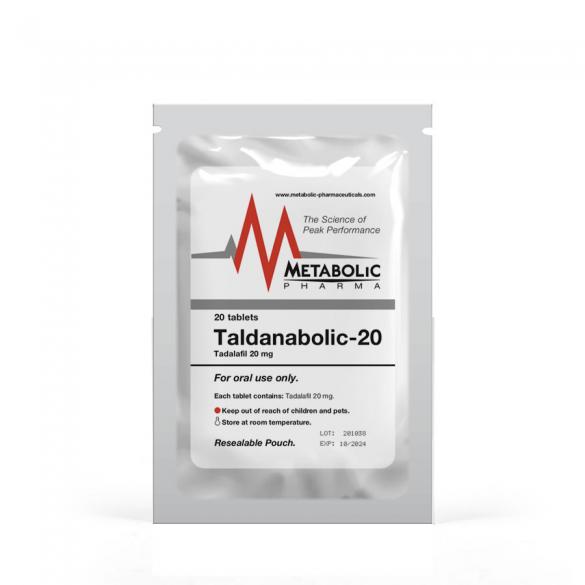 www.metabolic-pharmaceuticals.com
The Science of
Peak Performance
METABOLiC
PHARMA
20 tablets
Taldanabolic-20
Tadalafil 20 mg
For oral use only.
Each tablet contains: Tadalafil 20 mg.
Keep out of reach of children and pets.
Store at room temperature.
LOT: 201038
Resealable Pouch. EXP: 10/2024